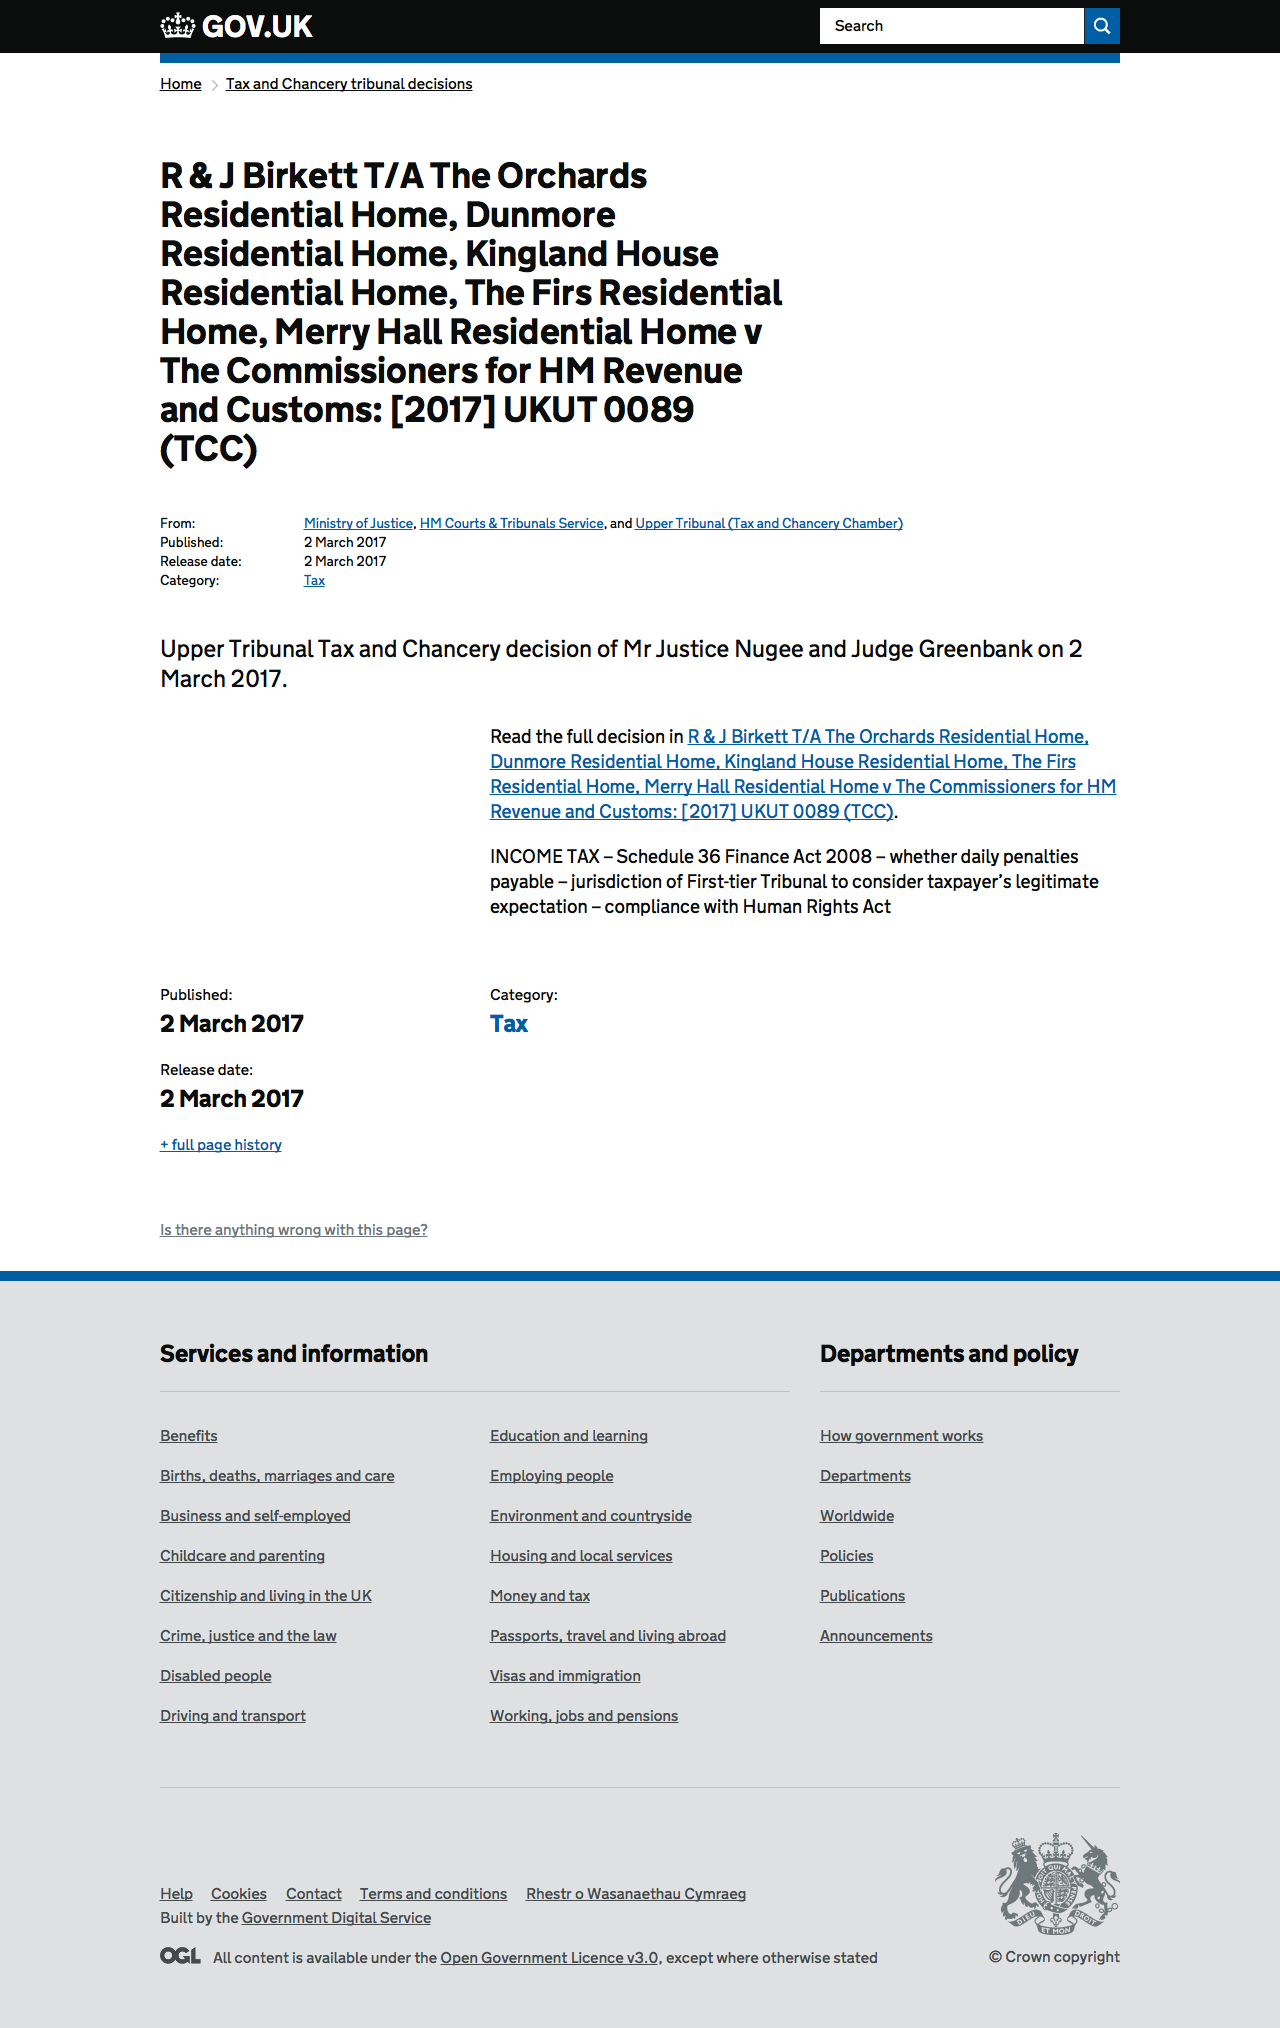 GOV.UK
Search
Home > Tax and Chancery tribunal decisions
R & J Birkett T/A The Orchards
Residential Home, Dunmore
Residential Home, Kingland House
Residential Home, The Firs Residential
Home, Merry Hall Residential Home v
The Commissioners for HM Revenue
and Customs: [2017] UKUT 0089
(TCC)
From: Ministry of Justice, HM Courts & Tribunals Service, and Upper Tribunal (Tax and Chancery Chamber)
Published: 2 March 2017
Release date: 2 March 2017
Category: Tax
Upper Tribunal Tax and Chancery decision of Mr Justice Nugee and Judge Greenbank on 2
March 2017.
Read the full decision in R & J Birkett T/A The Orchards Residential Home,
Dunmore Residential Home, Kingland House Residential Home, The Firs
Residential Home, Merry Hall Residential Home v The Commissioners for HM
Revenue and Customs: [2017] UKUT 0089 (TCC).
INCOME TAX – Schedule 36 Finance Act 2008 – whether daily penalties
payable – jurisdiction of First-tier Tribunal to consider taxpayer’s legitimate
expectation – compliance with Human Rights Act
Published:
2 March 2017
Category:
Tax
Release date:
2 March 2017
+ full page history
Is there anything wrong with this page?
Services and information
Benefits
Births, deaths, marriages and care
Business and self-employed
Childcare and parenting
Citizenship and living in the UK
Crime, justice and the law
Disabled people
Driving and transport
Education and learning
Employing people
Environment and countryside
Housing and local services
Money and tax
Passports, travel and living abroad
Visas and immigration
Working, jobs and pensions
Departments and policy
How government works
Departments
Worldwide
Policies
Publications
Announcements
Help Cookies Contact Terms and conditions Rhestr o Wasanaethau Cymraeg
Built by the Government Digital Service
OGL All content is available under the Open Government Licence v3.0, except where otherwise stated
DIEU ET MON DROIT
© Crown copyright